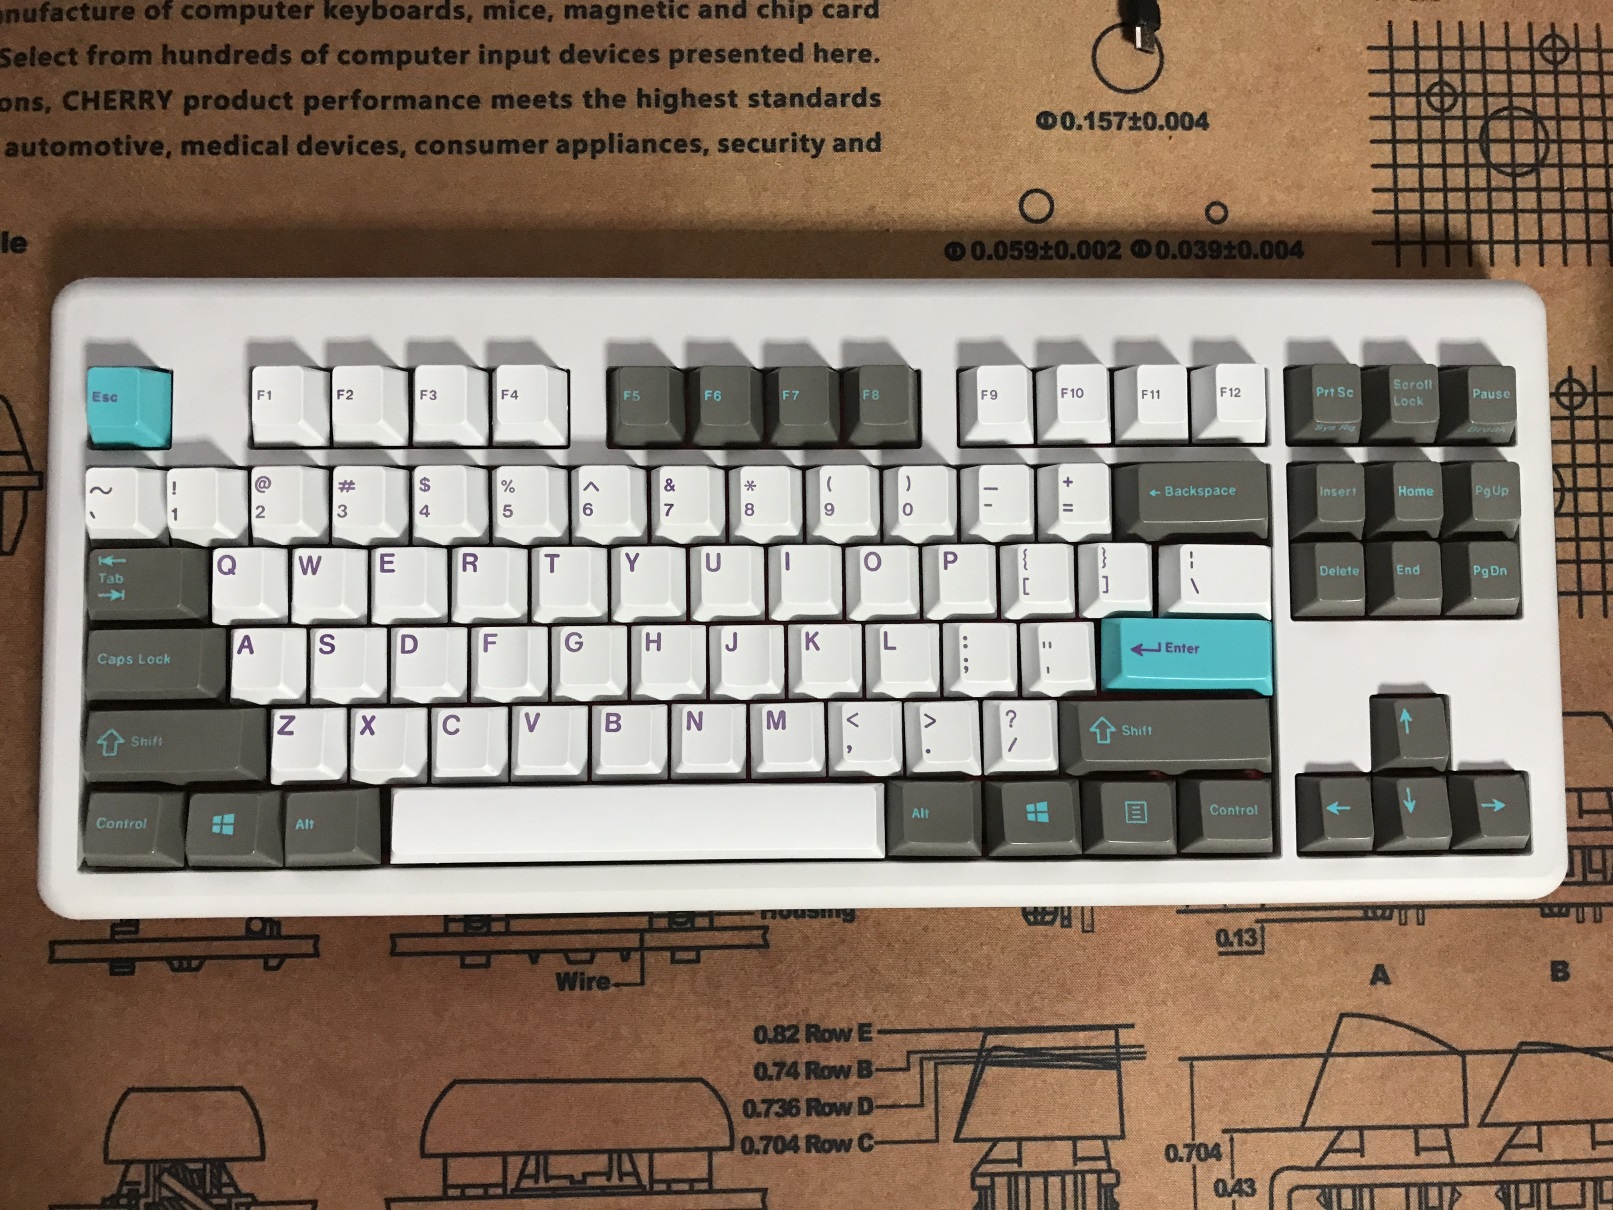 nufacture of computer keyboards, mice, magnetic and chip card
Select from hundreds of computer input devices presented here.
ons, CHERRY product performance meets the highest standards
automotive, medical devices, consumer appliances, security and
Φ0.157±0.004
Φ0.059±0.002 Φ0.039±0.004
le
Esc F1 F2 F3 F4 F5 F6 F7 F8 F9 F10 F11 F12 Prt Sc Scroll Lock Pause
Sys Rq Break
~ ! @ # $ % ^ & * ( ) — +
` 1 2 3 4 5 6 7 8 9 0 - = ← Backspace Insert Home PgUp
Tab Q W E R T Y U I O P { } ¦
[ ] \ Delete End PgDn
Caps Lock A S D F G H J K L : " Enter
; '
Shift Z X C V B N M < > ? Shift ↑
, . /
Control Alt Alt Control ← ↓ →
Housing
Wire
0.13
A B
0.82 Row E
0.74 Row B
0.736 Row D
0.704 Row C
0.704
0.43